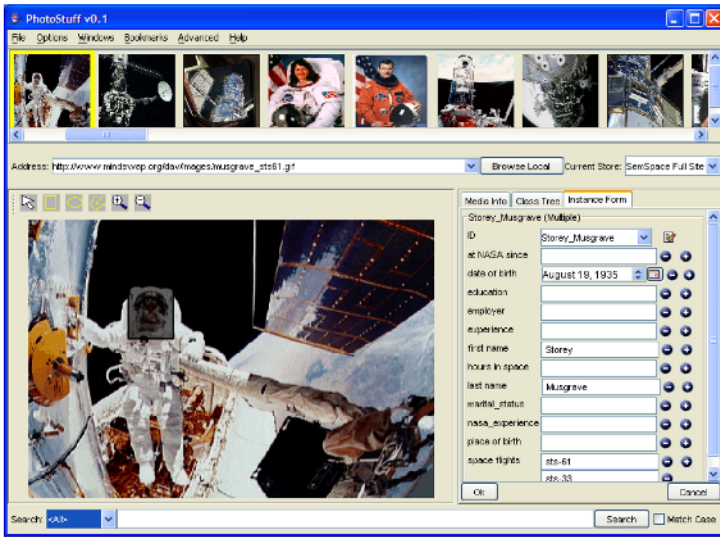 PhotoStuff v0.1
File Options Windows Bookmarks Advanced Help
Address: http://www.mindswap.org/dav/images/musgrave_sts61.gif Browse Local Current Store: SemSpace Full Site
Media Info Class Tree Instance Form
Storey_Musgrave (Multiple)
ID Storey_Musgrave
at NASA since
date of birth August 19, 1935
education
employer
experience
first name Storey
hours in space
last name Musgrave
marital_status
nasa_experience
place of birth
space flights sts-61
sts-33
Ok Cancel
Search: <All> Search Match Case